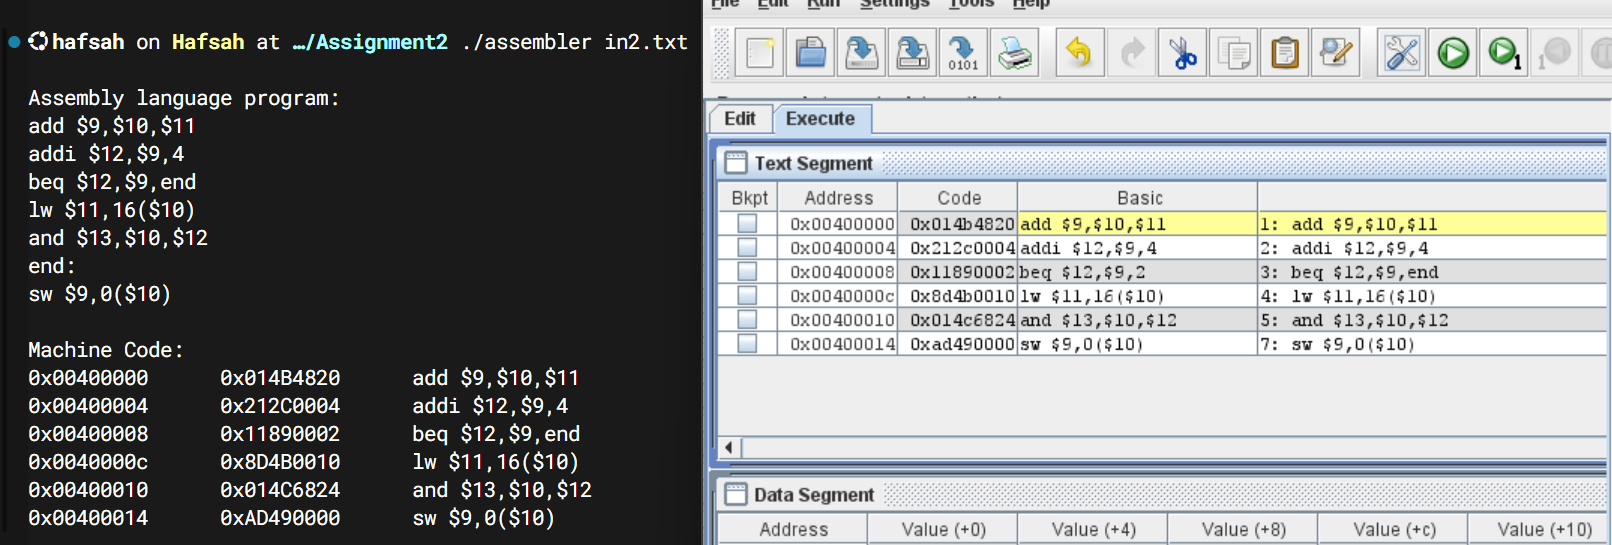 hafsah on Hafsah at …/Assignment2 ./assembler in2.txt
Assembly language program:
add $9,$10,$11
addi $12,$9,4
beq $12,$9,end
lw $11,16($10)
and $13,$10,$12
end:
sw $9,0($10)
Machine Code:
0x00400000 0x014B4820 add $9,$10,$11
0x00400004 0x212C0004 addi $12,$9,4
0x00400008 0x11890002 beq $12,$9,end
0x0040000c 0x8D4B0010 lw $11,16($10)
0x00400010 0x014C6824 and $13,$10,$12
0x00400014 0xAD490000 sw $9,0($10)
File Edit Run Settings Tools Help
0101
1
1
Edit Execute
Text Segment
Bkpt Address Code Basic
0x00400000 0x014b4820 add $9,$10,$11 1: add $9,$10,$11
0x00400004 0x212c0004 addi $12,$9,4 2: addi $12,$9,4
0x00400008 0x11890002 beq $12,$9,2 3: beq $12,$9,end
0x0040000c 0x8d4b0010 lw $11,16($10) 4: lw $11,16($10)
0x00400010 0x014c6824 and $13,$10,$12 5: and $13,$10,$12
0x00400014 0xad490000 sw $9,0($10) 7: sw $9,0($10)
Data Segment
Address Value (+0) Value (+4) Value (+8) Value (+c) Value (+10)